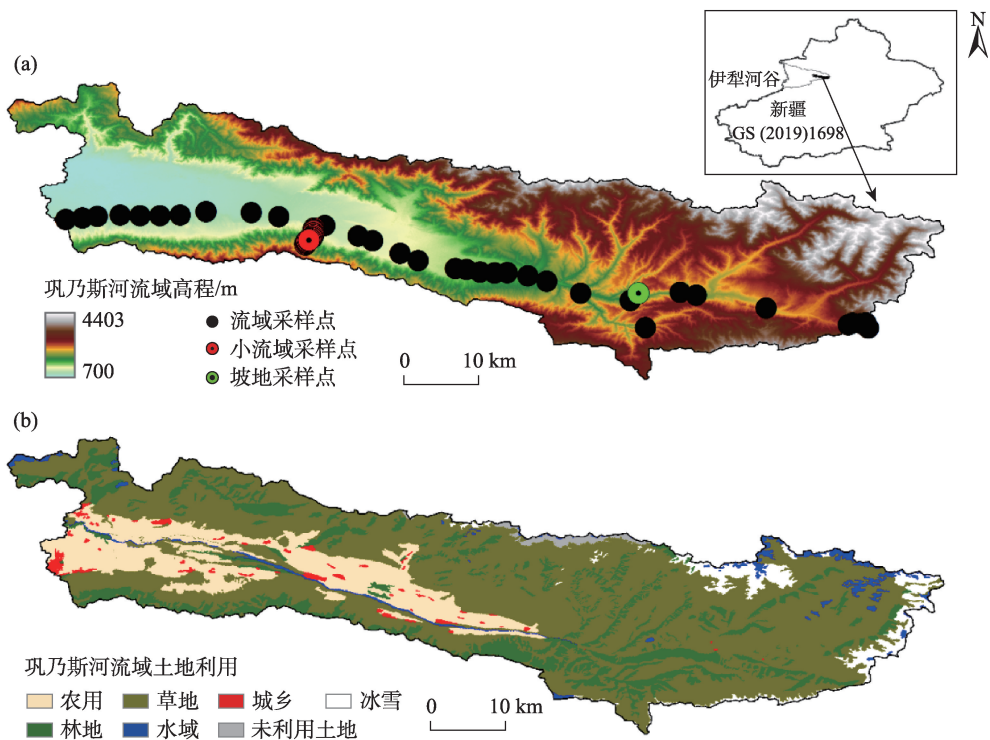 (a)
N
伊犁河谷
新疆
GS (2019)1698
巩乃斯河流域高程/m
4403
700
流域采样点
小流域采样点
坡地采样点
0 10 km
(b)
巩乃斯河流域土地利用
农用 草地 城乡 冰雪
林地 水域 未利用土地
0 10 km